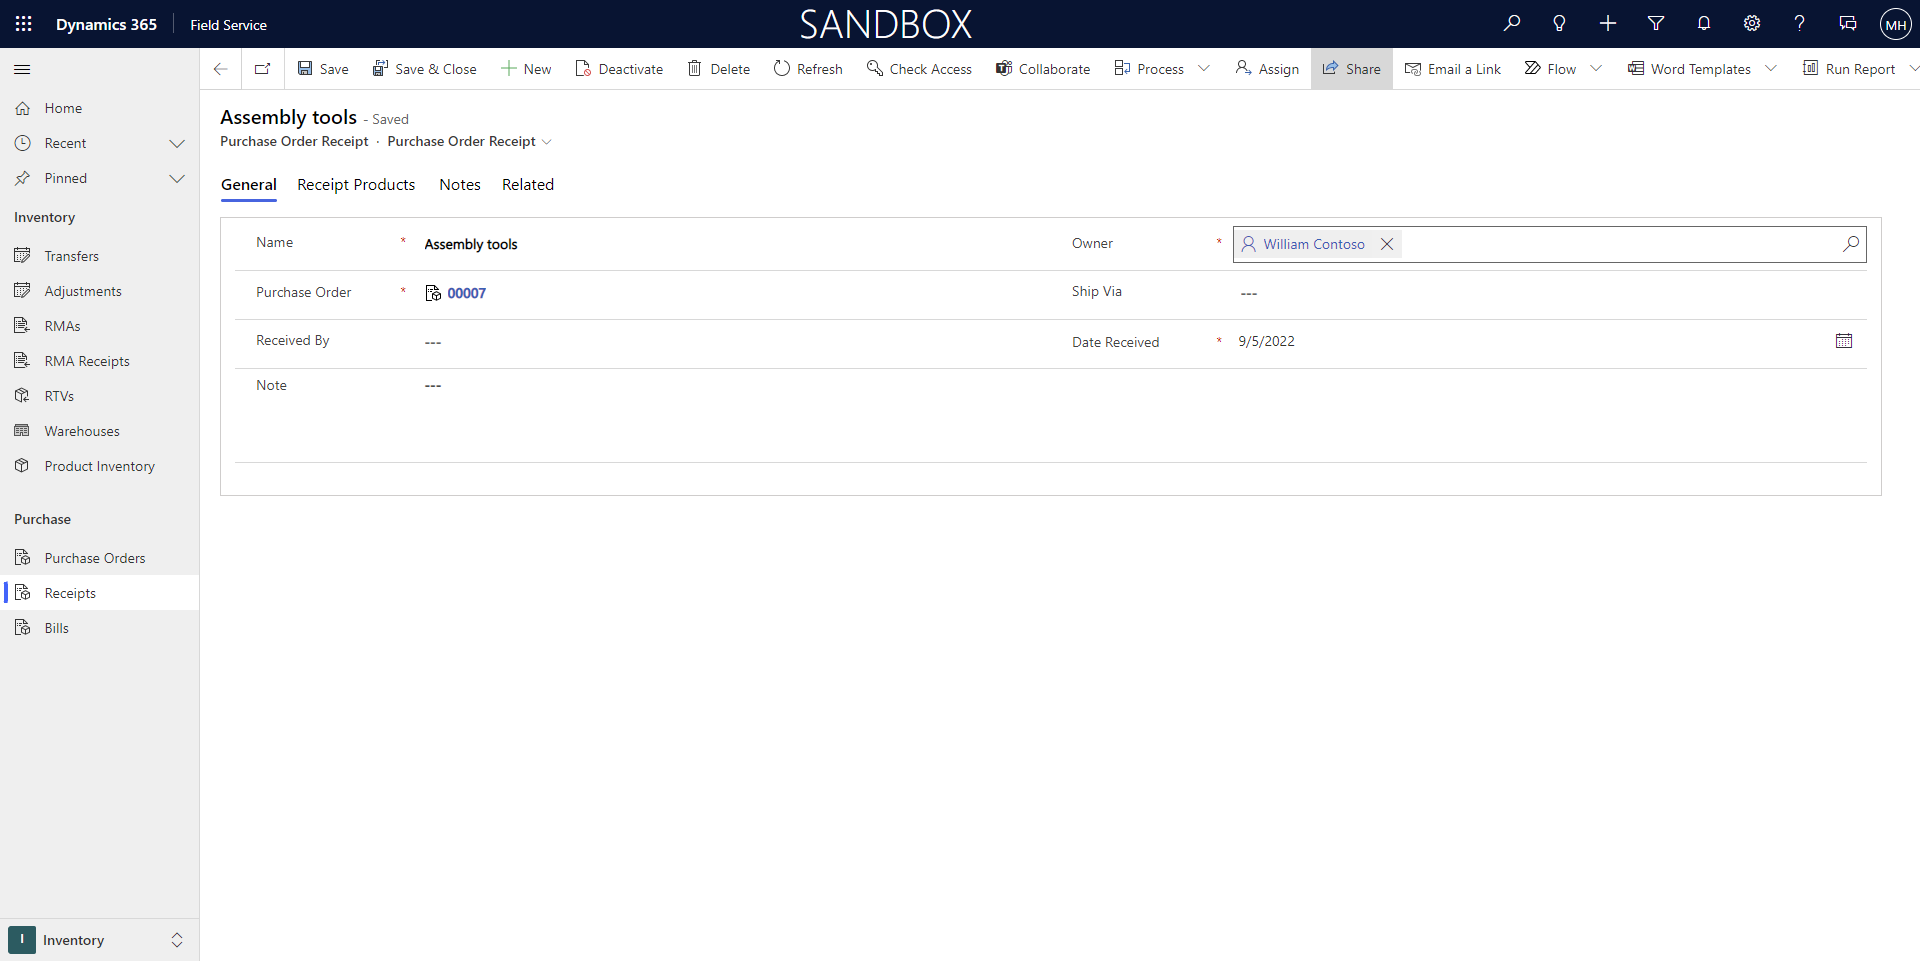 Dynamics 365 Field Service SANDBOX MH
Save Save & Close New Deactivate Delete Refresh Check Access Collaborate Process Assign Share Email a Link Flow Word Templates Run Report
Home
Recent
Pinned
Inventory
Transfers
Adjustments
RMAs
RMA Receipts
RTVs
Warehouses
Product Inventory
Purchase
Purchase Orders
Receipts
Bills
I Inventory
Assembly tools - Saved
Purchase Order Receipt · Purchase Order Receipt
General Receipt Products Notes Related
Name * Assembly tools Owner * William Contoso
Purchase Order * 00007 Ship Via ---
Received By --- Date Received * 9/5/2022
Note ---